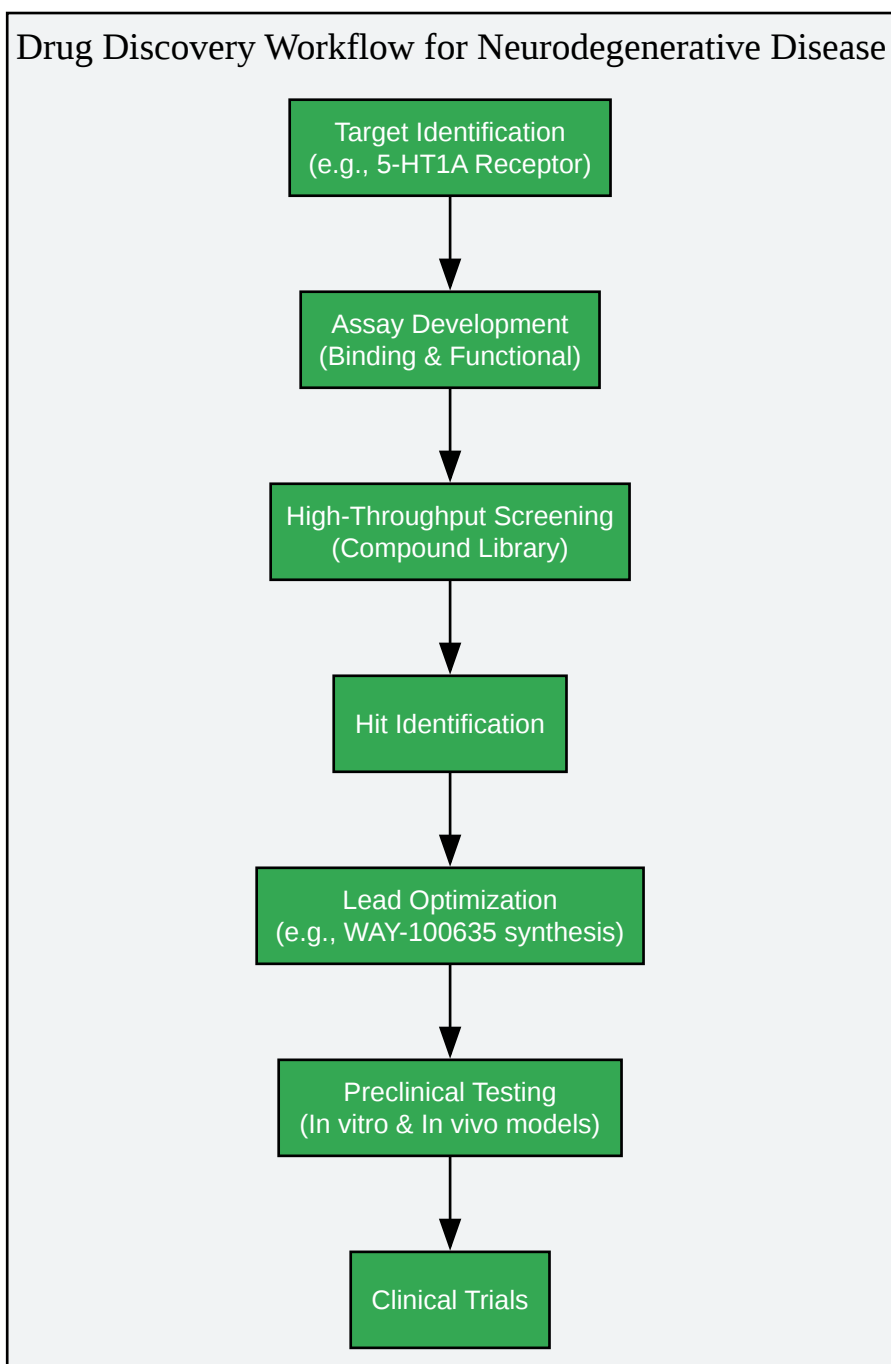 Drug Discovery Workflow for Neurodegenerative Disease
Target Identification
(e.g., 5-HT1A Receptor)
Assay Development
(Binding & Functional)
High-Throughput Screening
(Compound Library)
Hit Identification
Lead Optimization
(e.g., WAY-100635 synthesis)
Preclinical Testing
(In vitro & In vivo models)
Clinical Trials